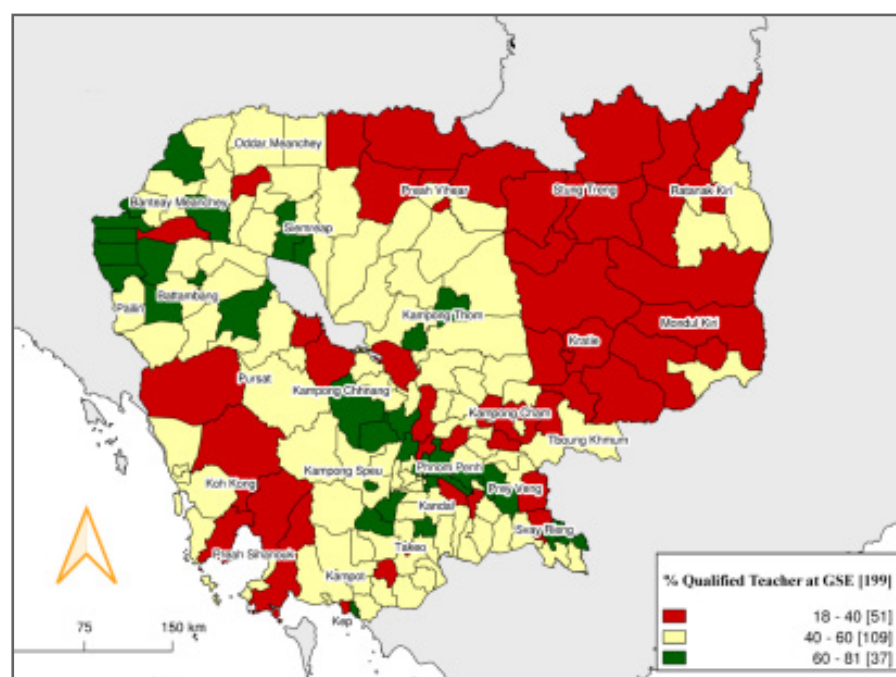 Oddar Meanchey
Preah Vihear
Stung Treng
Ratanak Kiri
Banteay Meanchey
Siemreap
Battambang
Pailin
Kampong Thom
Kratie
Mondul Kiri
Pursat
Kampong Chhnang
Kampong Cham
Tboung Khmum
Kampong Speu
Phnom Penh
Koh Kong
Kandal
Prey Veng
Svay Rieng
Takeo
Preah Sihanouk
Kampot
Kep
75 150 km
% Qualified Teacher at GSE [199]
18 - 40 [51]
40 - 60 [109]
60 - 81 [37]